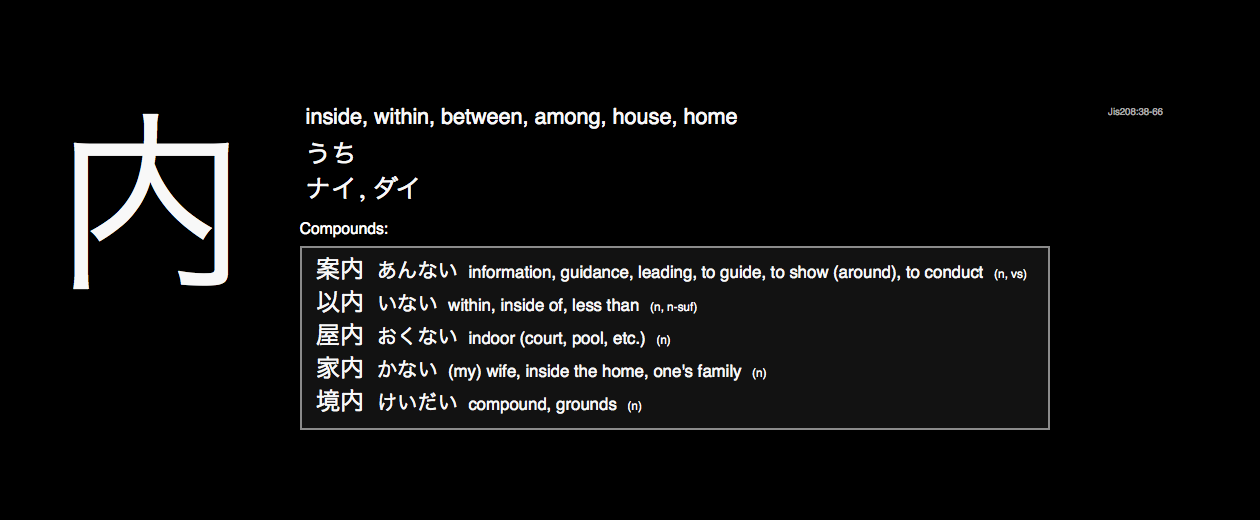 内
inside, within, between, among, house, home
Jis208:38-66
うち
ナイ, ダイ
Compounds:
案内 あんない information, guidance, leading, to guide, to show (around), to conduct (n, vs)
以内 いない within, inside of, less than (n, n-suf)
屋内 おくない indoor (court, pool, etc.) (n)
家内 かない (my) wife, inside the home, one's family (n)
境内 けいだい compound, grounds (n)